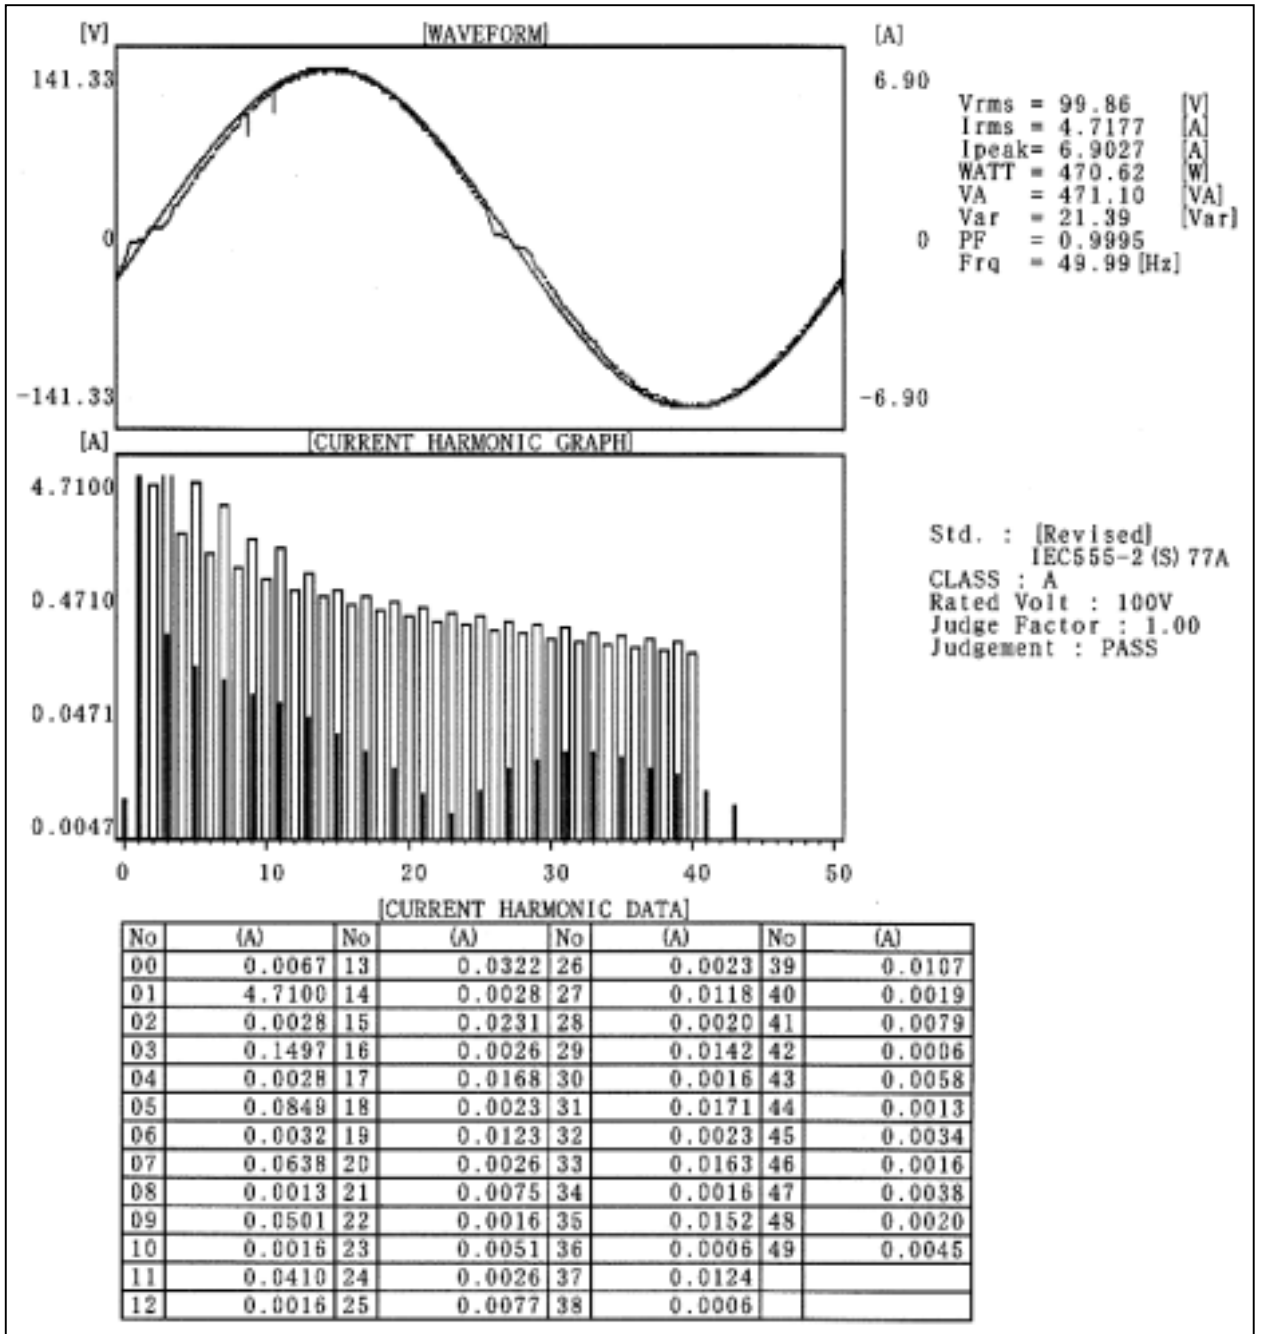 [V] [WAVEFORM] [A]
141.33 6.90
Vrms = 99.86 [V]
Irms = 4.7177 [A]
Ipeak= 6.9027 [A]
WATT = 470.62 [W]
VA = 471.10 [VA]
Var = 21.39 [Var]
0 0 PF = 0.9995
Frq = 49.99 [Hz]
-141.33 -6.90
[A] [CURRENT HARMONIC GRAPH]
4.7100
0.4710
0.0471
0.0047
0 10 20 30 40 50
Std. : [Revised]
IEC555-2(S)77A
CLASS : A
Rated Volt : 100V
Judge Factor : 1.00
Judgement : PASS
[CURRENT HARMONIC DATA]
No (A) No (A) No (A) No (A)
00 0.0067 13 0.0322 26 0.0023 39 0.0107
01 4.7100 14 0.0028 27 0.0118 40 0.0019
02 0.0028 15 0.0231 28 0.0020 41 0.0079
03 0.1497 16 0.0026 29 0.0142 42 0.0006
04 0.0028 17 0.0168 30 0.0016 43 0.0058
05 0.0849 18 0.0023 31 0.0171 44 0.0013
06 0.0032 19 0.0123 32 0.0023 45 0.0034
07 0.0638 20 0.0026 33 0.0163 46 0.0016
08 0.0013 21 0.0075 34 0.0016 47 0.0038
09 0.0501 22 0.0016 35 0.0152 48 0.0020
10 0.0016 23 0.0051 36 0.0006 49 0.0045
11 0.0410 24 0.0026 37 0.0124
12 0.0016 25 0.0077 38 0.0006